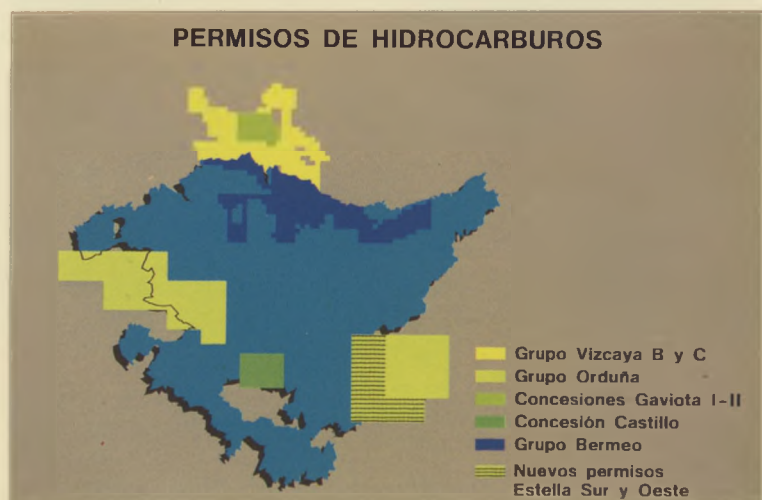 PERMISOS DE HIDROCARBUROS
Grupo Vizcaya B y C
Grupo Orduña
Concesiones Gaviota I-II
Concesión Castillo
Grupo Bermeo
Nuevos permisos
Estella Sur y Oeste